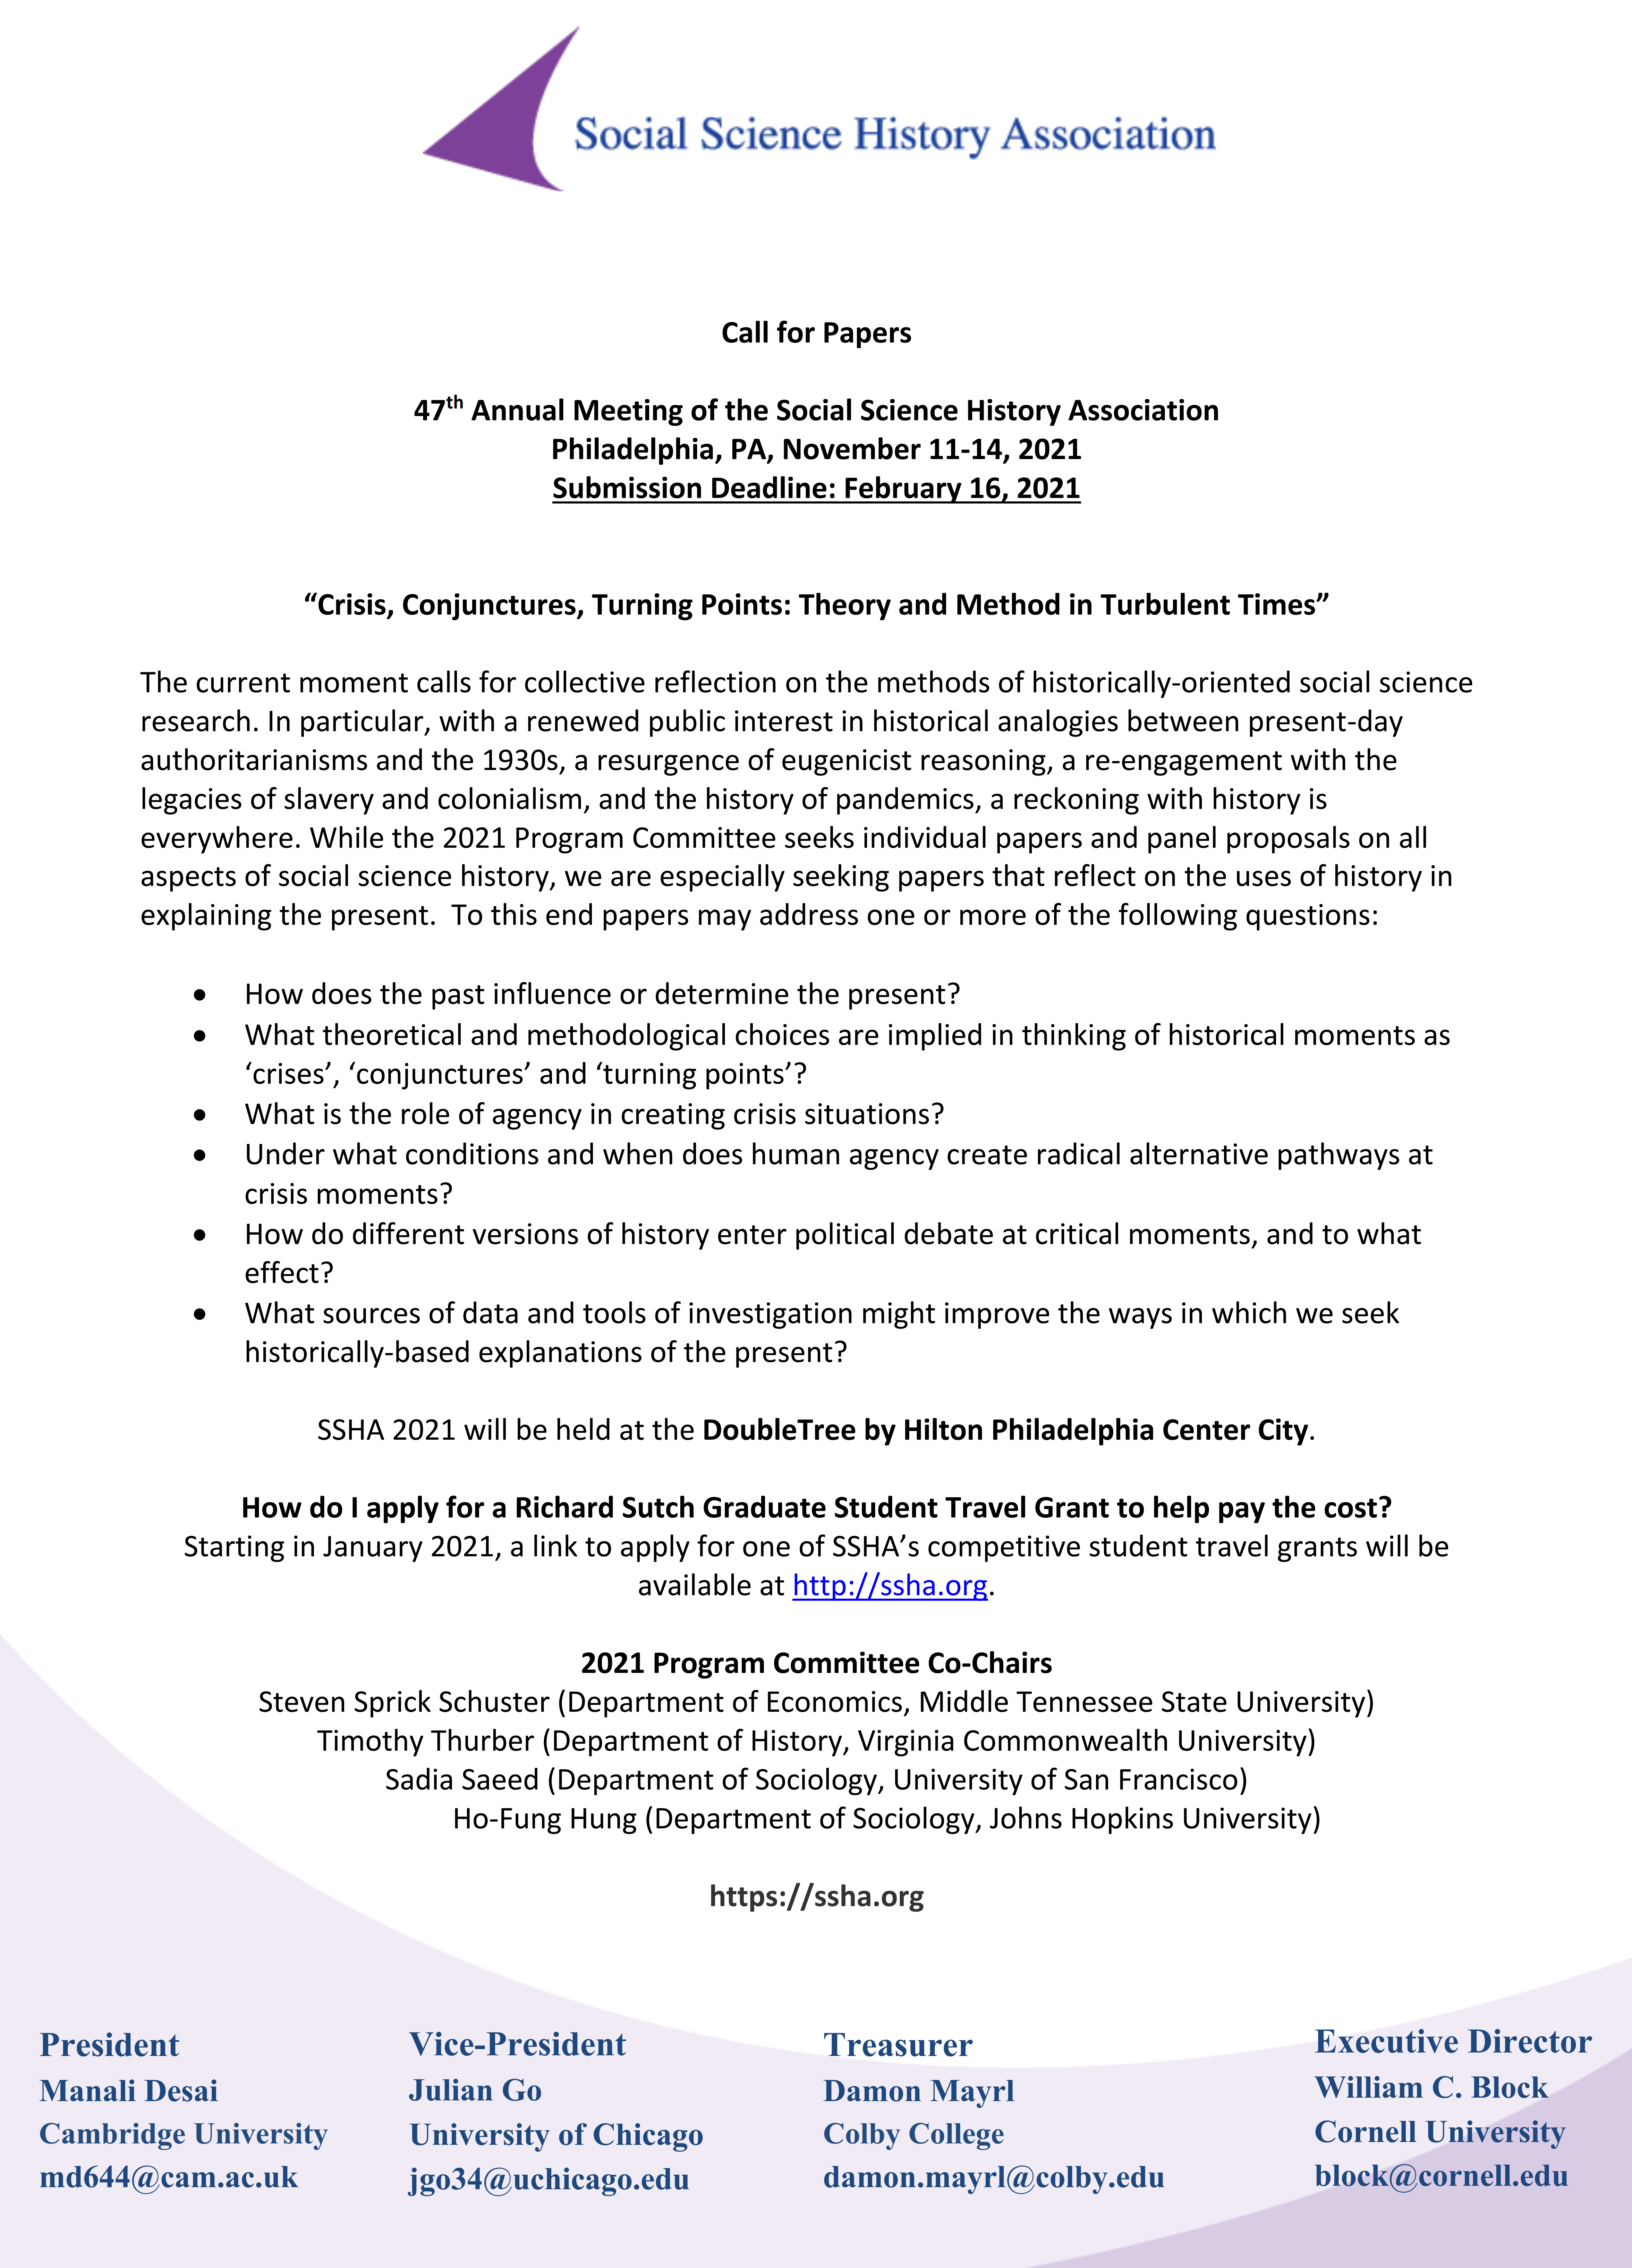 Social Science History Association
Call for Papers
47th Annual Meeting of the Social Science History Association
Philadelphia, PA, November 11-14, 2021
Submission Deadline: February 16, 2021
“Crisis, Conjunctures, Turning Points: Theory and Method in Turbulent Times”
The current moment calls for collective reflection on the methods of historically-oriented social science
research. In particular, with a renewed public interest in historical analogies between present-day
authoritarianisms and the 1930s, a resurgence of eugenicist reasoning, a re-engagement with the
legacies of slavery and colonialism, and the history of pandemics, a reckoning with history is
everywhere. While the 2021 Program Committee seeks individual papers and panel proposals on all
aspects of social science history, we are especially seeking papers that reflect on the uses of history in
explaining the present.  To this end papers may address one or more of the following questions:
• How does the past influence or determine the present?
• What theoretical and methodological choices are implied in thinking of historical moments as
‘crises’, ‘conjunctures’ and ‘turning points’?
• What is the role of agency in creating crisis situations?
• Under what conditions and when does human agency create radical alternative pathways at
crisis moments?
• How do different versions of history enter political debate at critical moments, and to what
effect?
• What sources of data and tools of investigation might improve the ways in which we seek
historically-based explanations of the present?
SSHA 2021 will be held at the DoubleTree by Hilton Philadelphia Center City.
How do I apply for a Richard Sutch Graduate Student Travel Grant to help pay the cost?
Starting in January 2021, a link to apply for one of SSHA’s competitive student travel grants will be
available at http://ssha.org.
2021 Program Committee Co-Chairs
Steven Sprick Schuster (Department of Economics, Middle Tennessee State University)
Timothy Thurber (Department of History, Virginia Commonwealth University)
Sadia Saeed (Department of Sociology, University of San Francisco)
Ho-Fung Hung (Department of Sociology, Johns Hopkins University)
https://ssha.org
President
Manali Desai
Cambridge University
md644@cam.ac.uk
Vice-President
Julian Go
University of Chicago
jgo34@uchicago.edu
Treasurer
Damon Mayrl
Colby College
damon.mayrl@colby.edu
Executive Director
William C. Block
Cornell University
block@cornell.edu